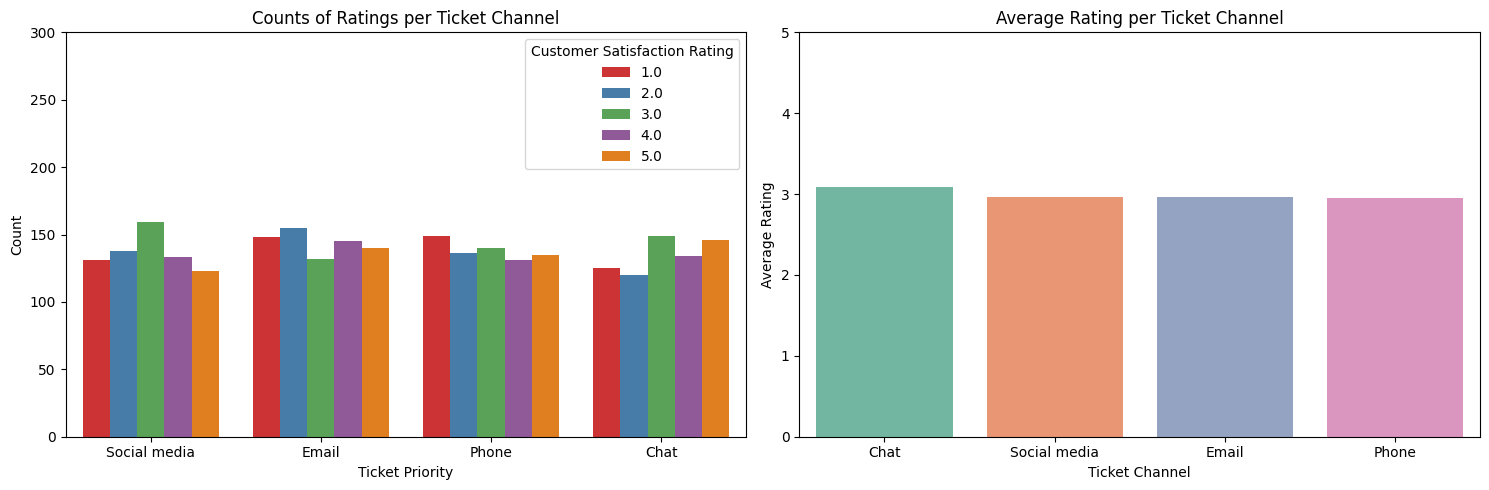 Counts of Ratings per Ticket Channel
300
250
200
150
100
50
0
Count
Customer Satisfaction Rating
1.0
2.0
3.0
4.0
5.0
Social media
Email
Phone
Chat
Ticket Priority
Average Rating per Ticket Channel
5
4
3
2
1
0
Average Rating
Chat
Social media
Email
Phone
Ticket Channel